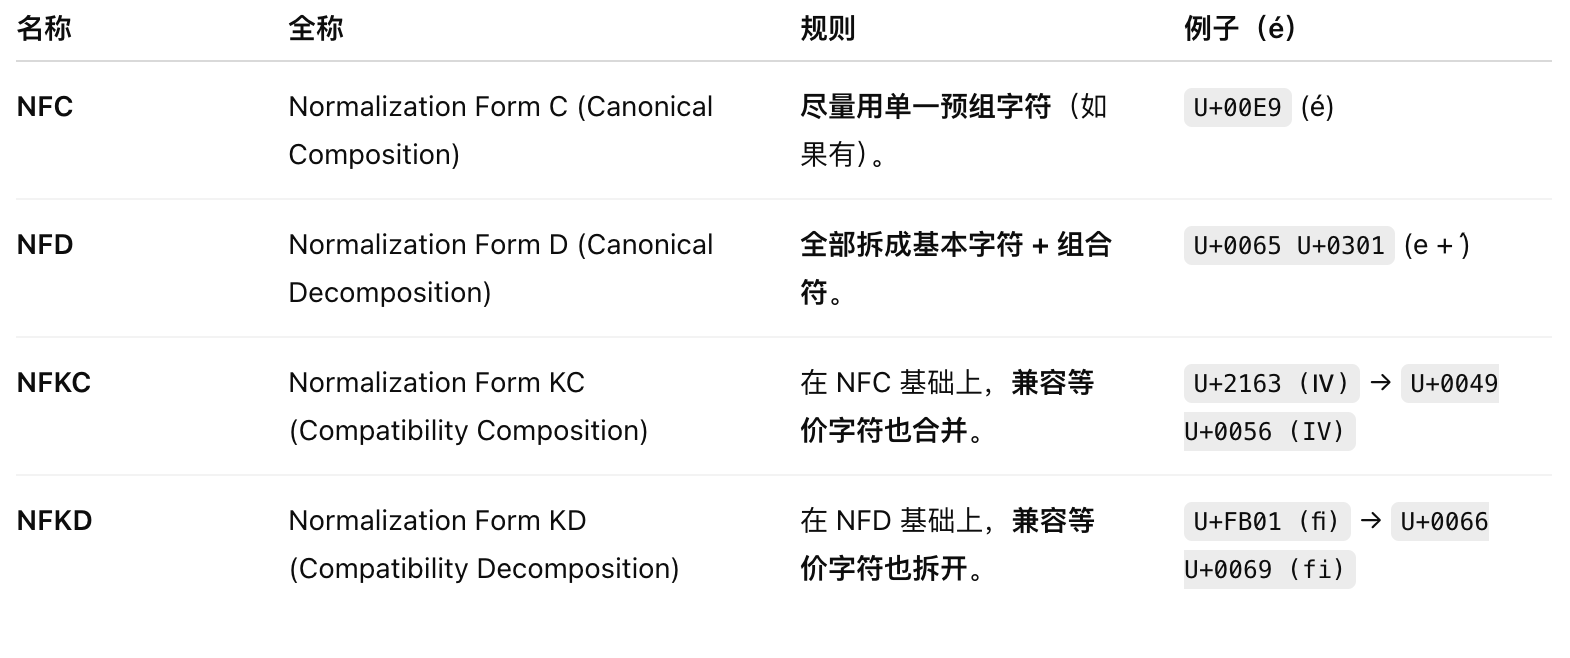 名称 全称 规则 例子（é）
NFC Normalization Form C (Canonical 尽量用单一预组字符（如 U+00E9 (é)
Composition) 果有）。
NFD Normalization Form D (Canonical 全部拆成基本字符 + 组合 U+0065 U+0301 (e + ́)
Decomposition) 符。
NFKC Normalization Form KC 在 NFC 基础上，兼容等 U+2163 (Ⅳ) → U+0049
(Compatibility Composition) 价字符也合并。 U+0056 (IV)
NFKD Normalization Form KD 在 NFD 基础上，兼容等 U+FB01 (ﬁ) → U+0066
(Compatibility Decomposition) 价字符也拆开。 U+0069 (fi)